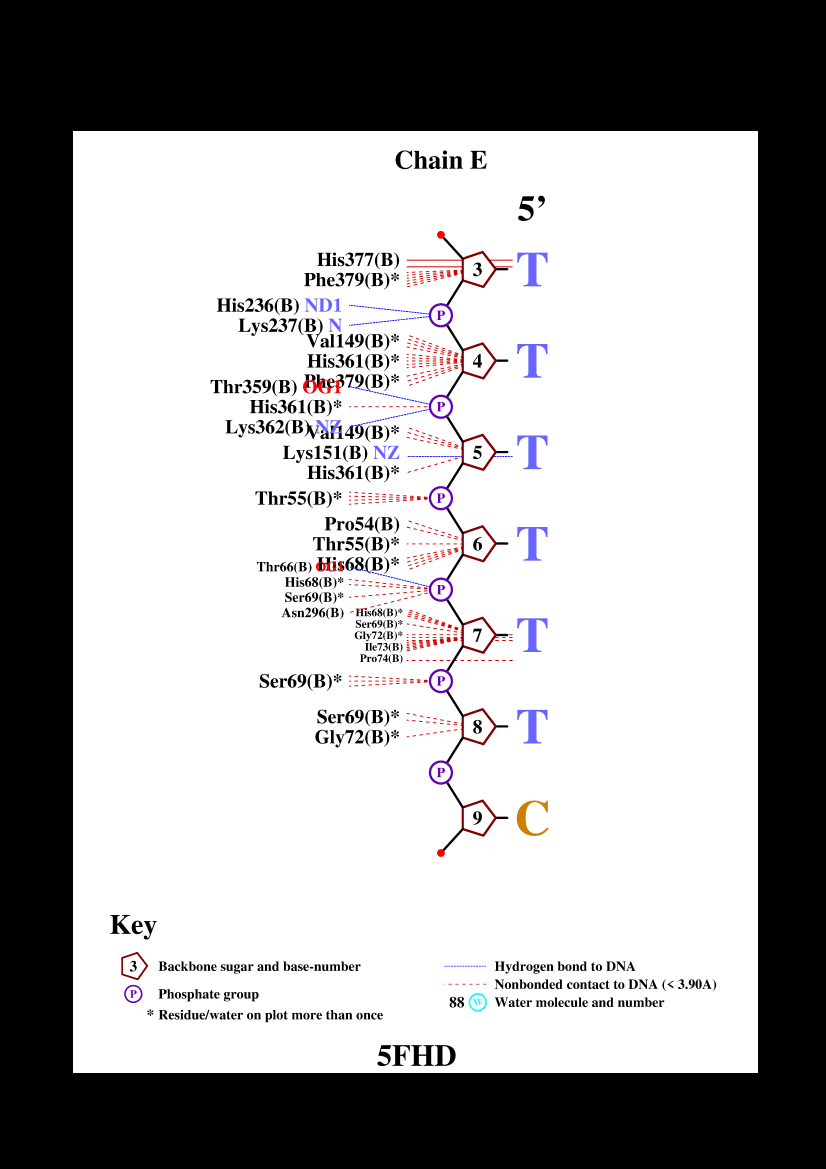 Chain E
5’
His377(B)
3 T
Phe379(B)*
His236(B) ND1
P
Lys237(B) N
Val149(B)*
His361(B)*
4 T
Phe379(B)*
Thr359(B) OG1
His361(B)*
P
Lys362(B) NZ
Val149(B)*
Lys151(B) NZ
5 T
His361(B)*
Thr55(B)*
P
Pro54(B)
Thr55(B)*
6 T
His68(B)*
Thr66(B) OG1
His68(B)*
P
Ser69(B)*
Asn296(B)
His68(B)*
Ser69(B)*
Gly72(B)*
7 T
Ile73(B)
Pro74(B)
Ser69(B)*
P
Ser69(B)*
8 T
Gly72(B)*
P
9 C
Key
3 Backbone sugar and base-number
P Phosphate group
* Residue/water on plot more than once
Hydrogen bond to DNA
Nonbonded contact to DNA (< 3.90A)
88 W Water molecule and number
5FHD